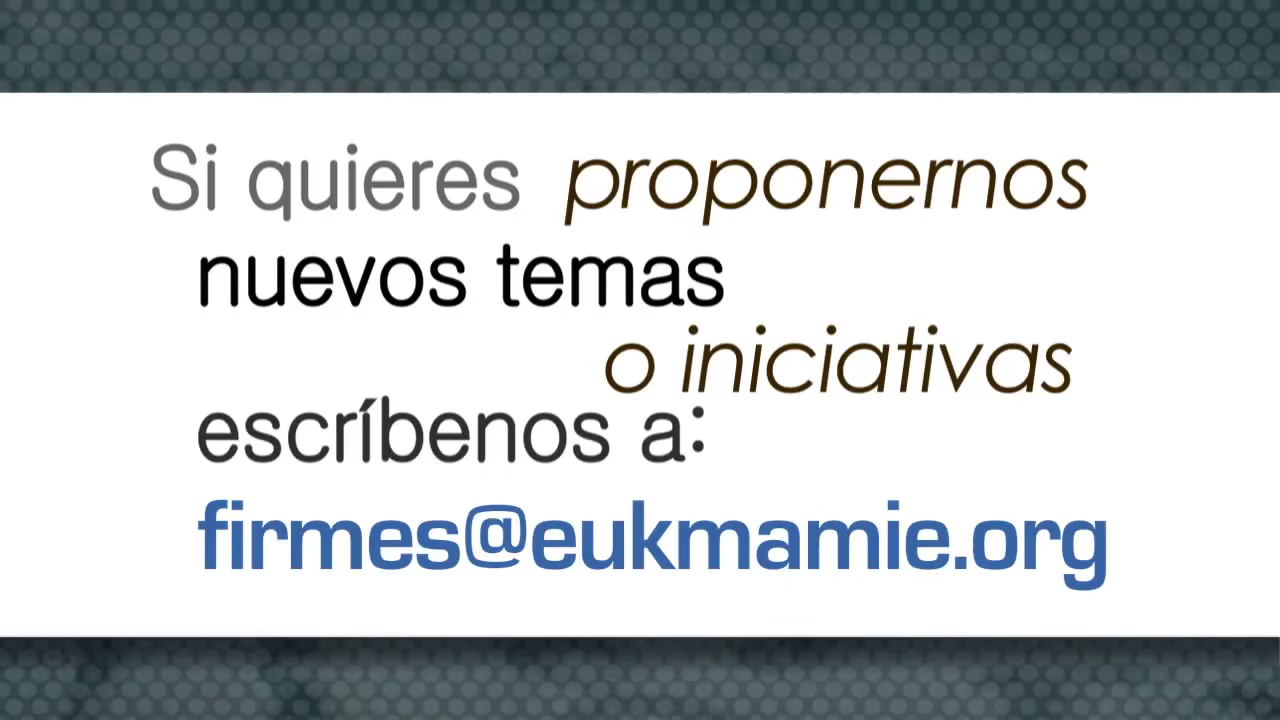 Si quieres proponernos
nuevos temas
o iniciativas
escríbenos a:
firmes@eukmamie.org